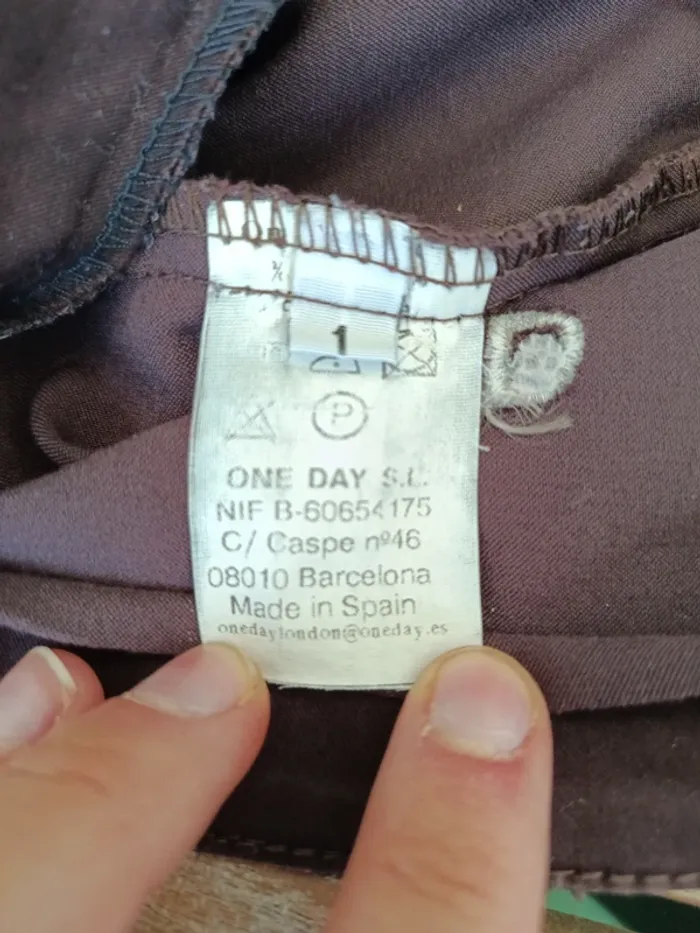 1
P
ONE DAY S.L.
NIF B-60654175
C/ Caspe nº46
08010 Barcelona
Made in Spain
onedaylondon@oneday.es